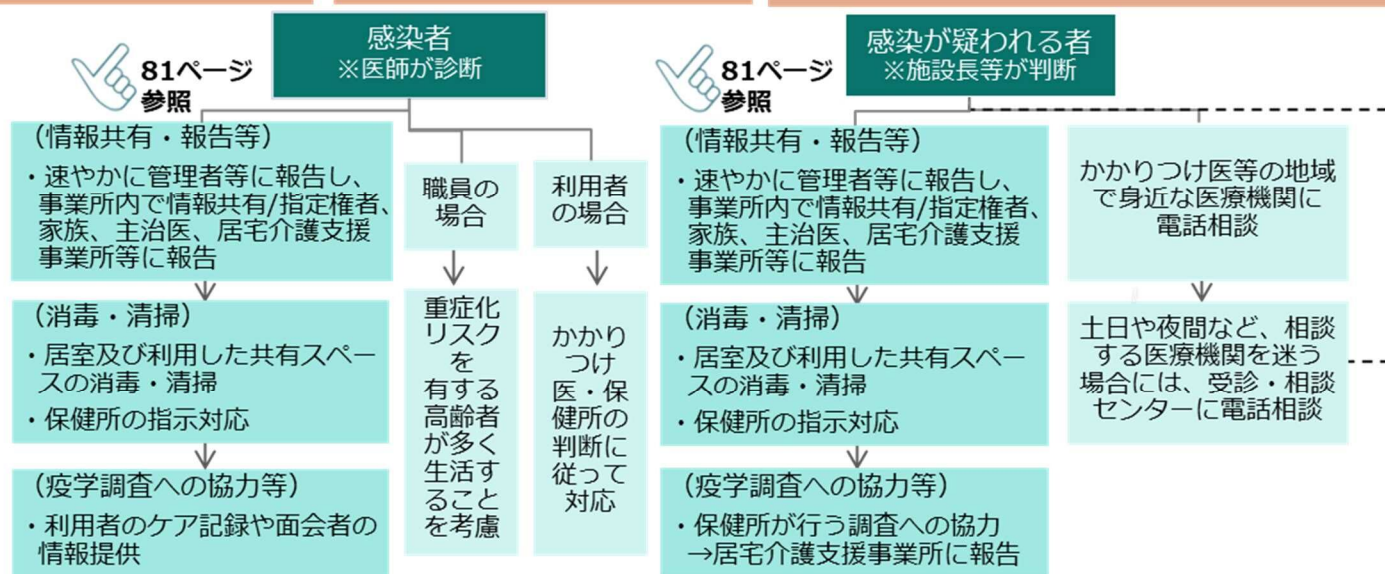 感染者
※医師が診断
81ページ
参照
（情報共有・報告等）
・速やかに管理者等に報告し、
事業所内で情報共有/指定権者、
家族、主治医、居宅介護支援
事業所等に報告
（消毒・清掃）
・居室及び利用した共有スペー
スの消毒・清掃
・保健所の指示対応
（疫学調査への協力等）
・利用者のケア記録や面会者の
情報提供
職員の
場合
重症化
リスク
を
有する
高齢者
が多く
生活す
ること
を考慮
利用者
の場合
かかり
つけ
医・保
健所の
判断に
従って
対応
感染が疑われる者
※施設長等が判断
81ページ
参照
（情報共有・報告等）
・速やかに管理者等に報告し、
事業所内で情報共有/指定権者、
家族、主治医、居宅介護支援
事業所等に報告
（消毒・清掃）
・居室及び利用した共有スペー
スの消毒・清掃
・保健所の指示対応
（疫学調査への協力等）
・保健所が行う調査への協力
→居宅介護支援事業所に報告
かかりつけ医等の地域
で身近な医療機関に
電話相談
土日や夜間など、相談
する医療機関を迷う
場合には、受診・相談
センターに電話相談